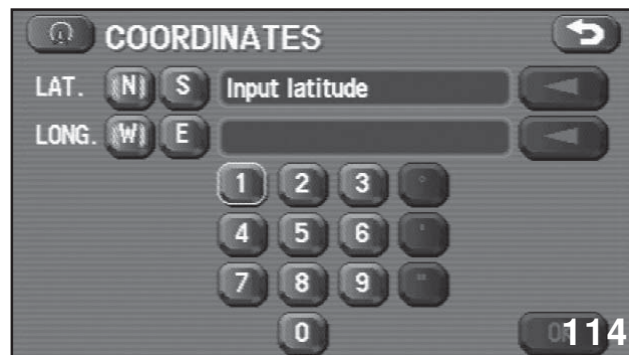 COORDINATES
LAT. N S Input latitude
LONG. W E
1 2 3 °
4 5 6 '
7 8 9 "
0 114